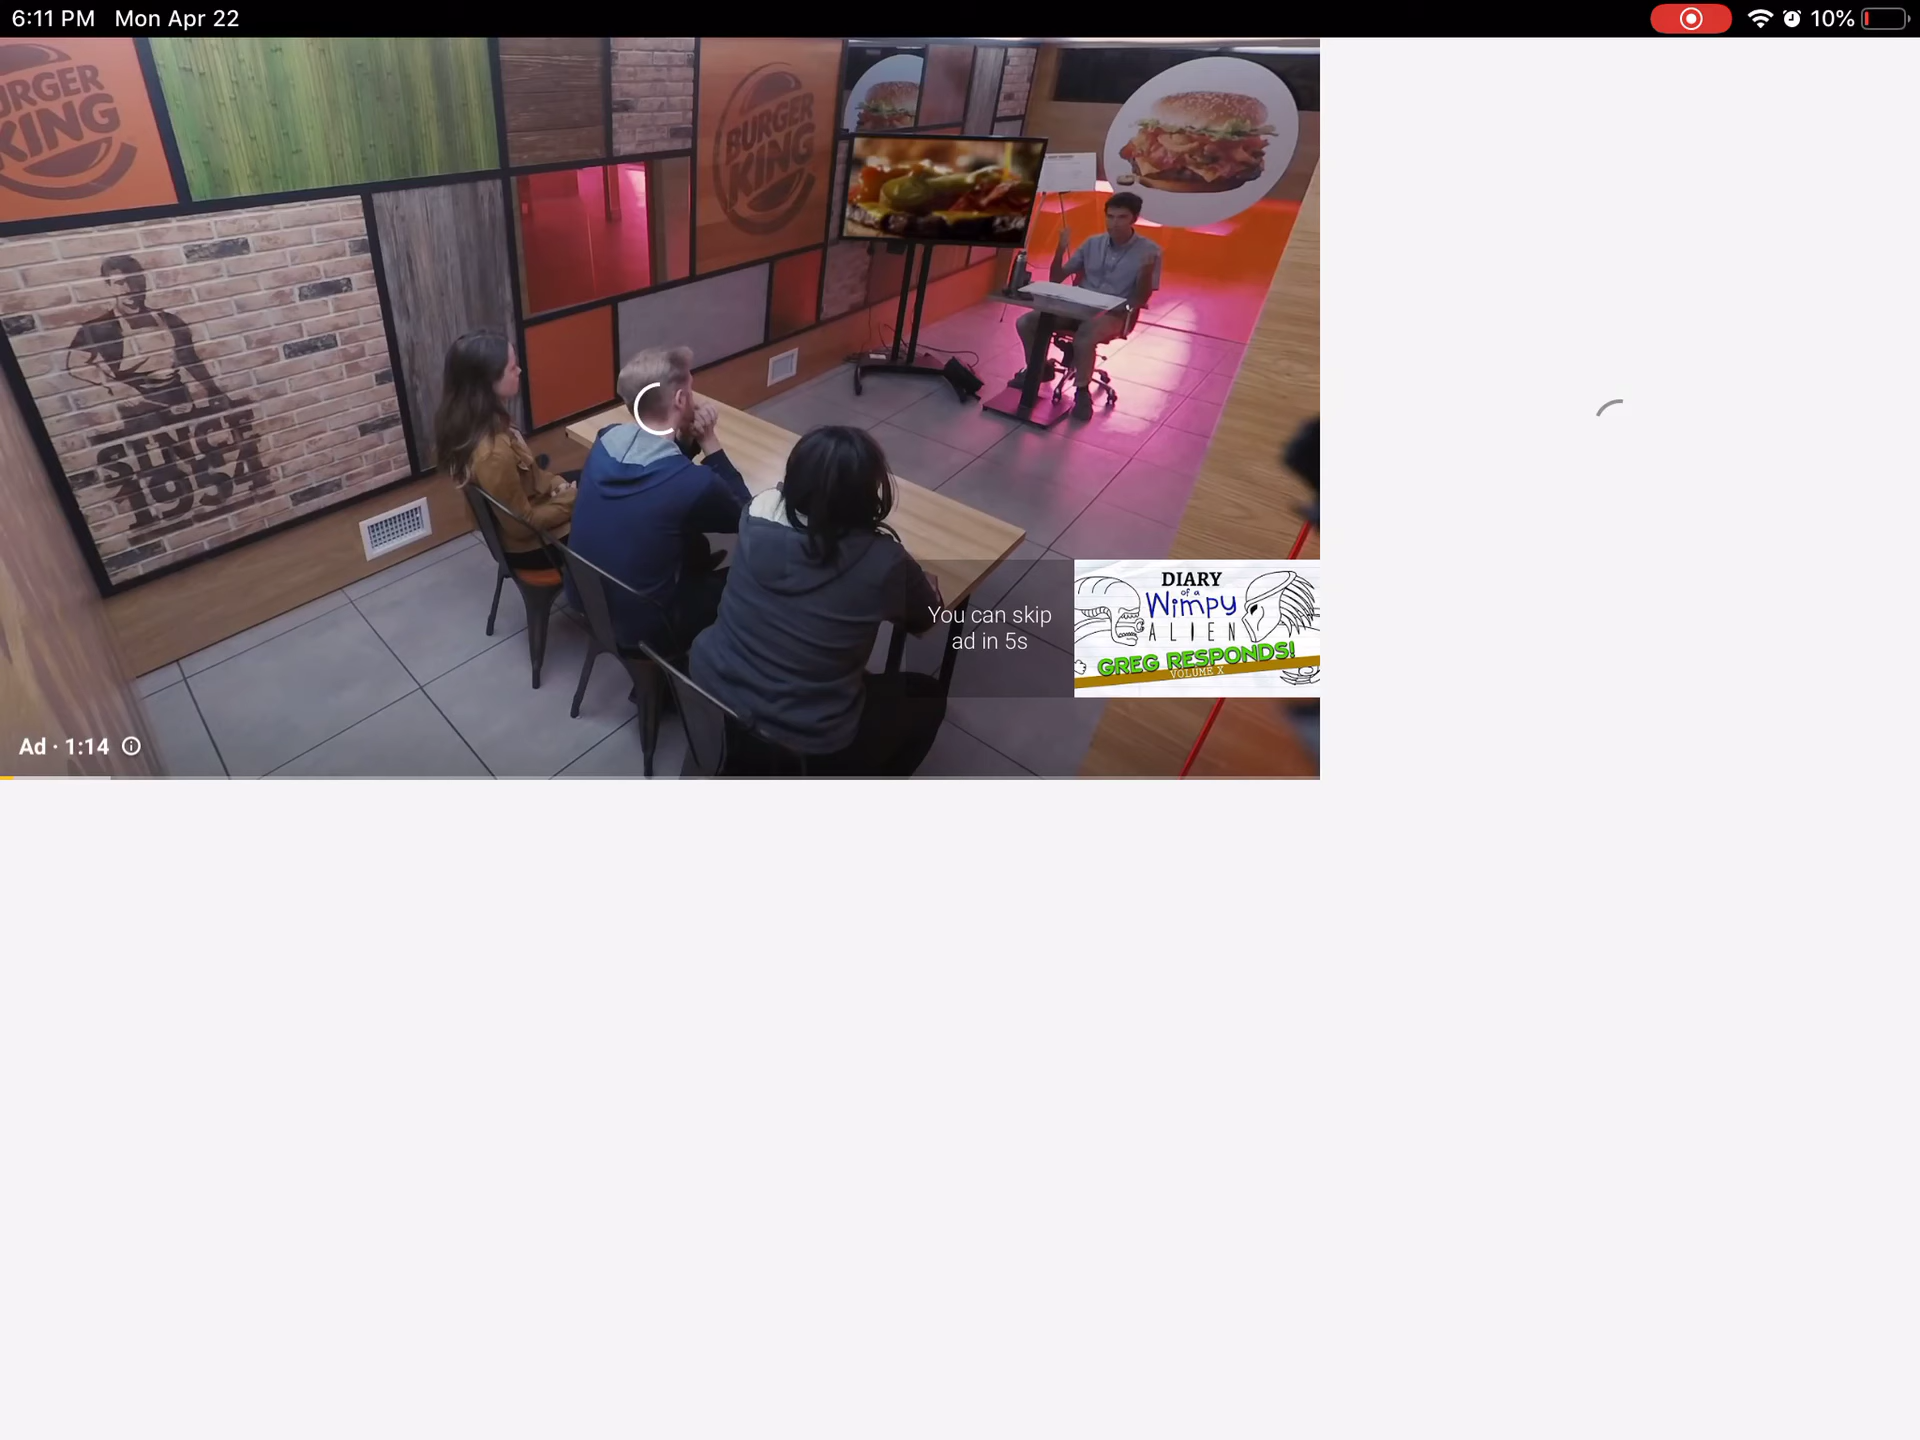 6:11 PM Mon Apr 22
10%
URGER
KING
BURGER
KING
SINCE
1954
You can skip
ad in 5s
DIARY
of a
Wimpy
ALIEN
GREG RESPONDS!
VOLUME X
Ad · 1:14